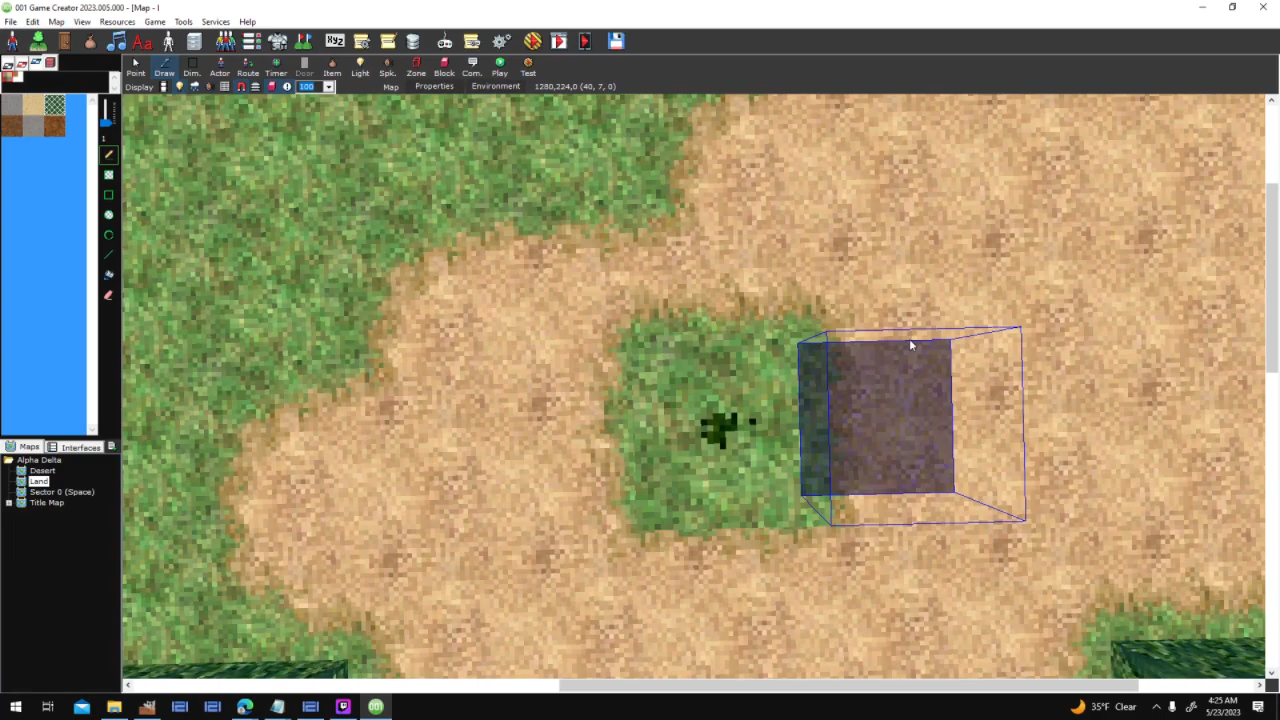 001 Game Creator 2023.005.000 - [Map - l
File Edit Map View Resources Game Tools Services Help
Xyz
Point Draw Dim. Actor Route Timer Door Item Light Spk. Zone Block Com. Play Test
Display 100 Map Properties Environment 1280,224,0 (40, 7, 0)
1
Maps Interfaces
Alpha Delta
Desert
Land
Sector 0 (Space)
Title Map
001
35°F Clear
4:25 AM
5/23/2023